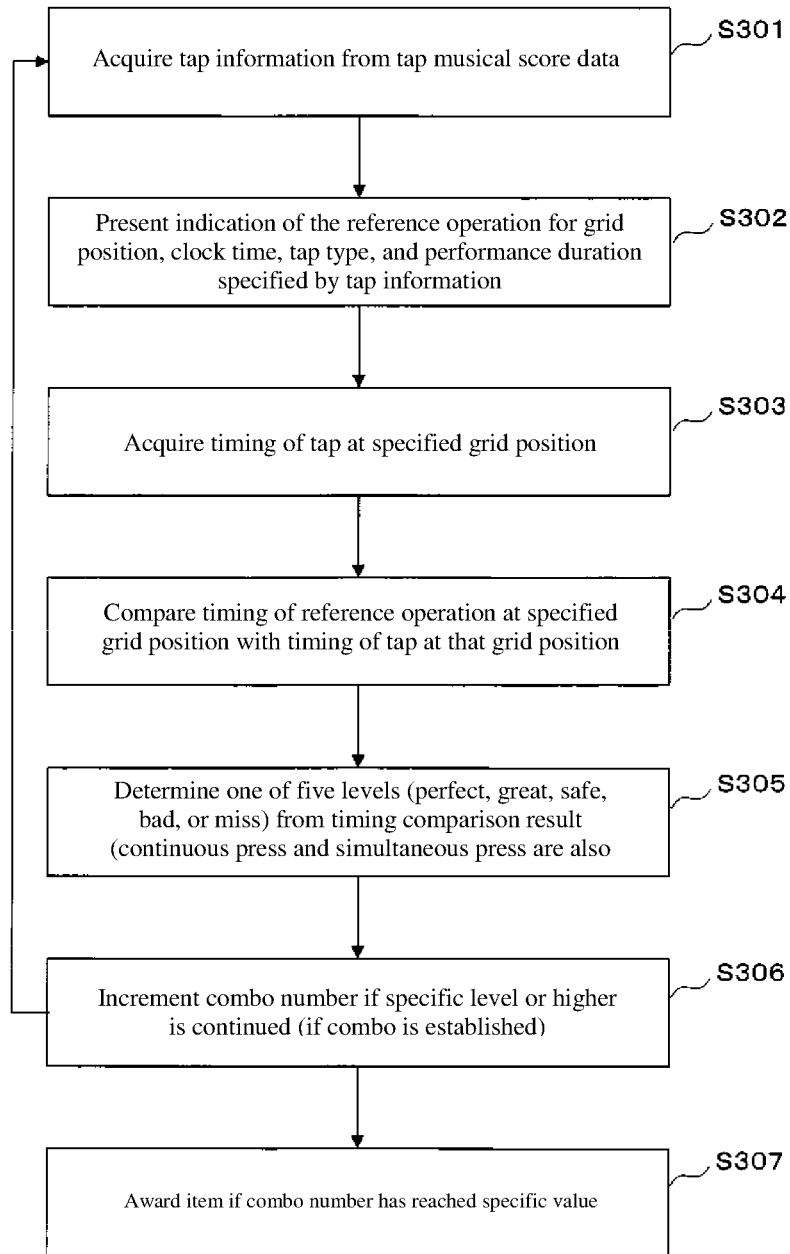 S301
Acquire tap information from tap musical score data
S302
Present indication of the reference operation for grid
position, clock time, tap type, and performance duration
specified by tap information
S303
Acquire timing of tap at specified grid position
S304
Compare timing of reference operation at specified
grid position with timing of tap at that grid position
S305
Determine one of five levels (perfect, great, safe,
bad, or miss) from timing comparison result
(continuous press and simultaneous press are also
S306
Increment combo number if specific level or higher
is continued (if combo is established)
S307
Award item if combo number has reached specific value